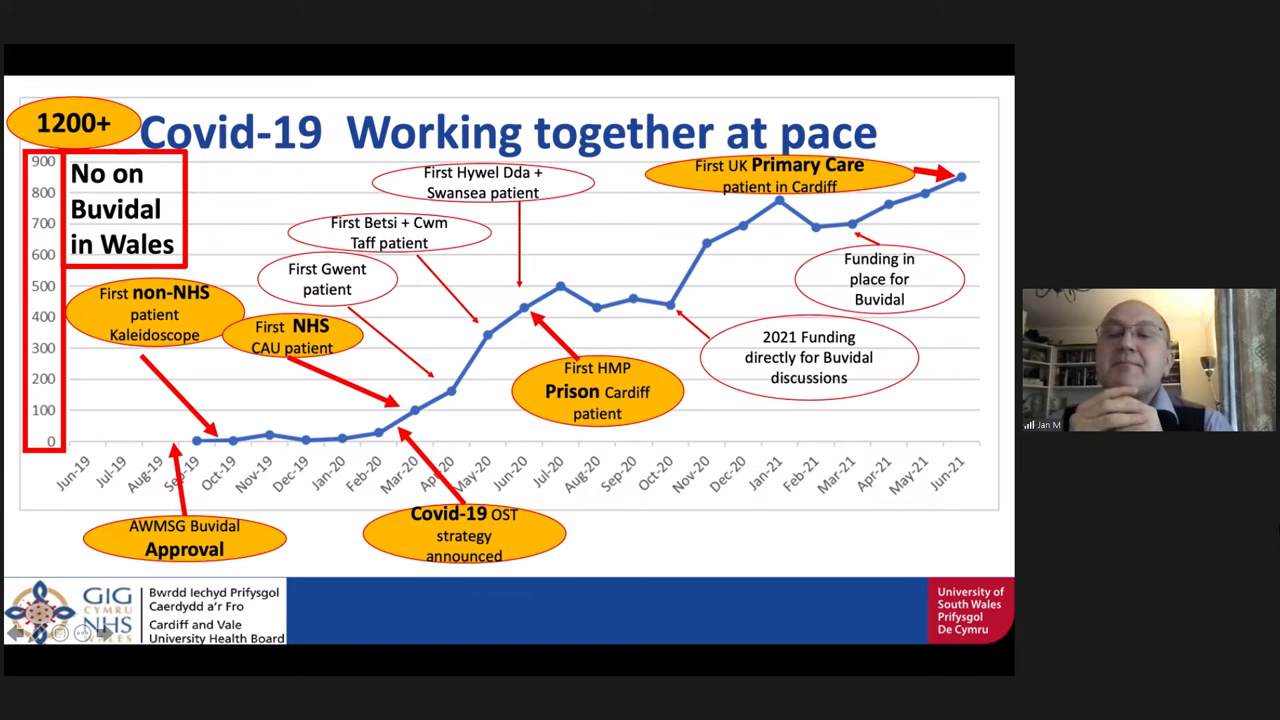 1200+
Covid-19 Working together at pace
No on
Buvidal
in Wales
900
800
700
600
500
400
300
200
100
0
First non-NHS
patient
Kaleidoscope
First NHS
CAU patient
First Gwent
patient
First Betsi + Cwm
Taff patient
First Hywel Dda +
Swansea patient
First UK Primary Care
patient in Cardiff
Funding in
place for
Buvidal
2021 Funding
directly for Buvidal
discussions
First HMP
Prison Cardiff
patient
Jun-19
Jul-19
Aug-19
Sep-19
Oct-19
Nov-19
Dec-19
Jan-20
Feb-20
Mar-20
Apr-20
May-20
Jun-20
Jul-20
Aug-20
Sep-20
Oct-20
Nov-20
Dec-20
Jan-21
Feb-21
Mar-21
Apr-21
May-21
Jun-21
AWMSG Buvidal
Approval
Covid-19 OST
strategy
announced
GIG
CYMRU
NHS
WALES
Bwrdd Iechyd Prifysgol
Caerdydd a'r Fro
Cardiff and Vale
University Health Board
University of
South Wales
Prifysgol
De Cymru
Jan M